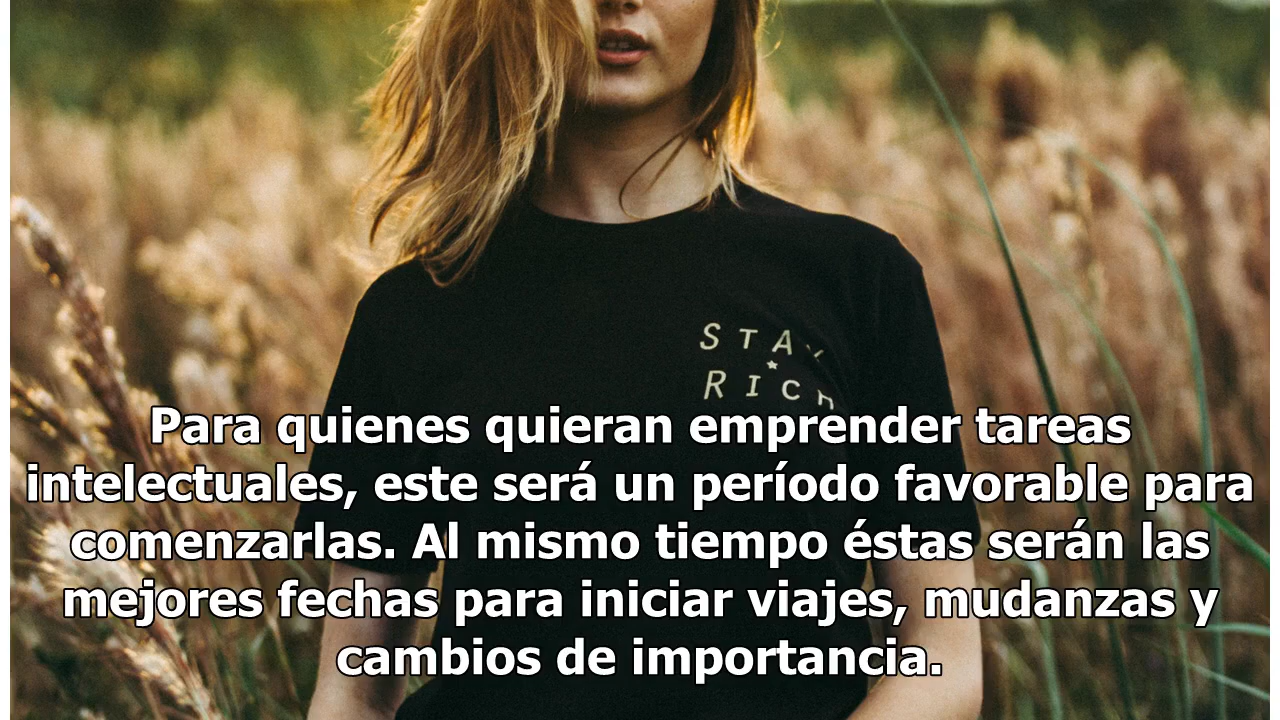 STAY
RICH
Para quienes quieran emprender tareas
intelectuales, este será un período favorable para
comenzarlas. Al mismo tiempo éstas serán las
mejores fechas para iniciar viajes, mudanzas y
cambios de importancia.